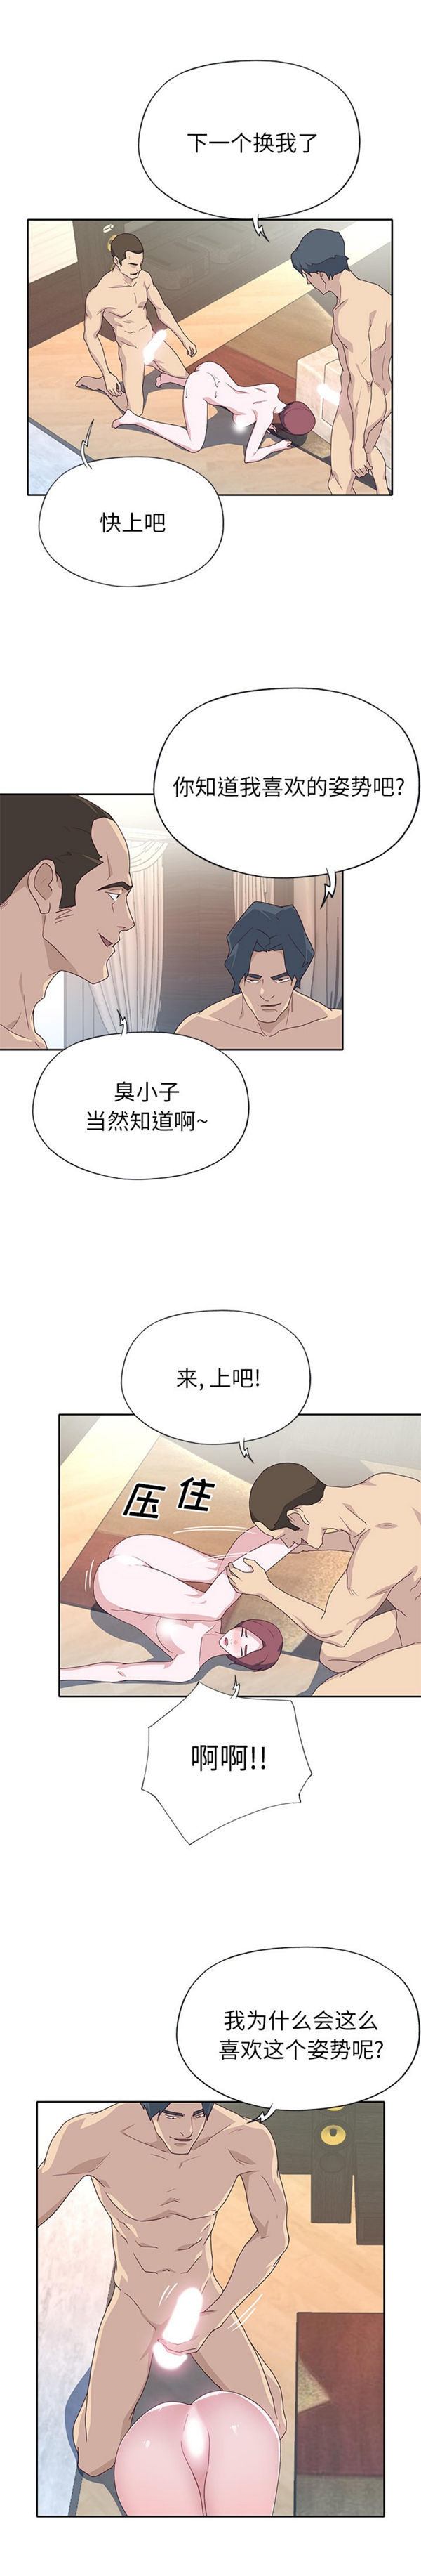 下一个换我了
快上吧
你知道我喜欢的姿势吧?
臭小子
当然知道啊~
来,上吧!
压住
啊啊!!
我为什么会这么
喜欢这个姿势呢?